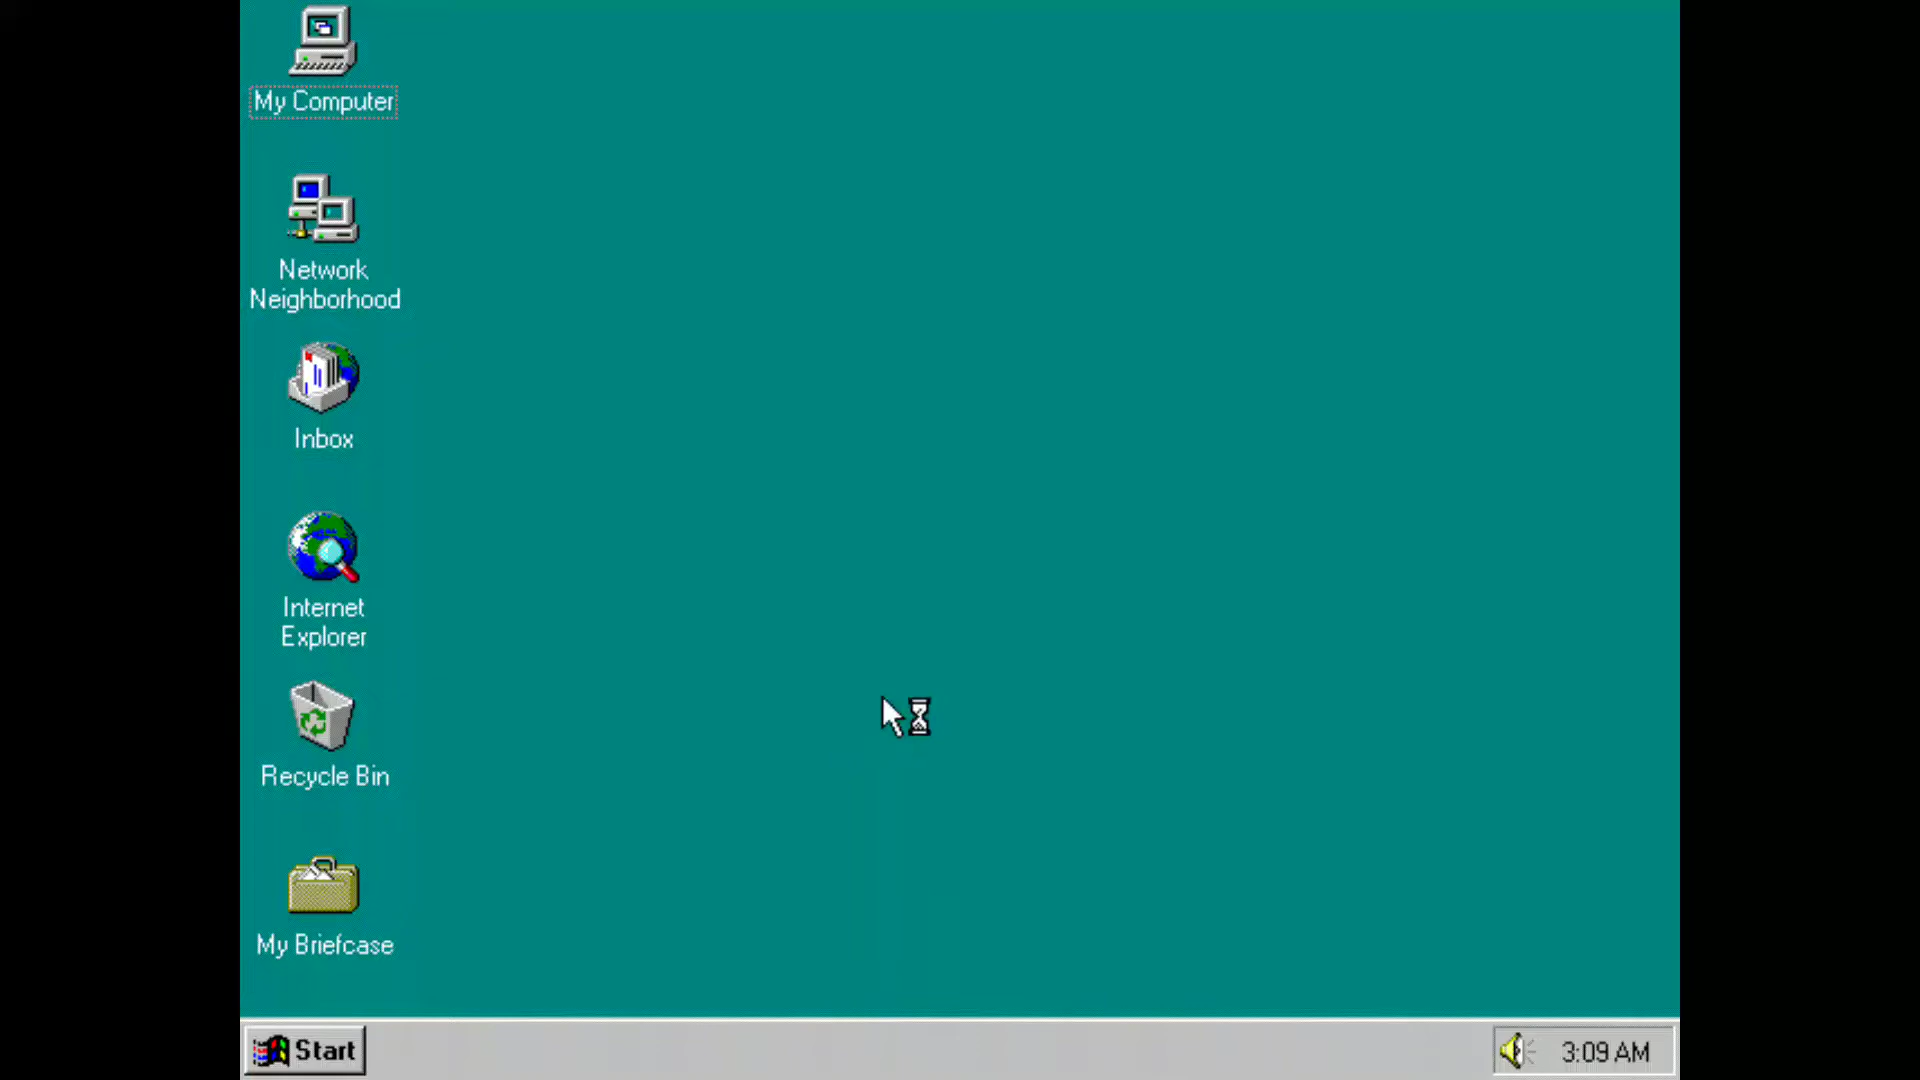 My Computer
Network
Neighborhood
Inbox
Internet
Explorer
Recycle Bin
My Briefcase
Start
3:09 AM